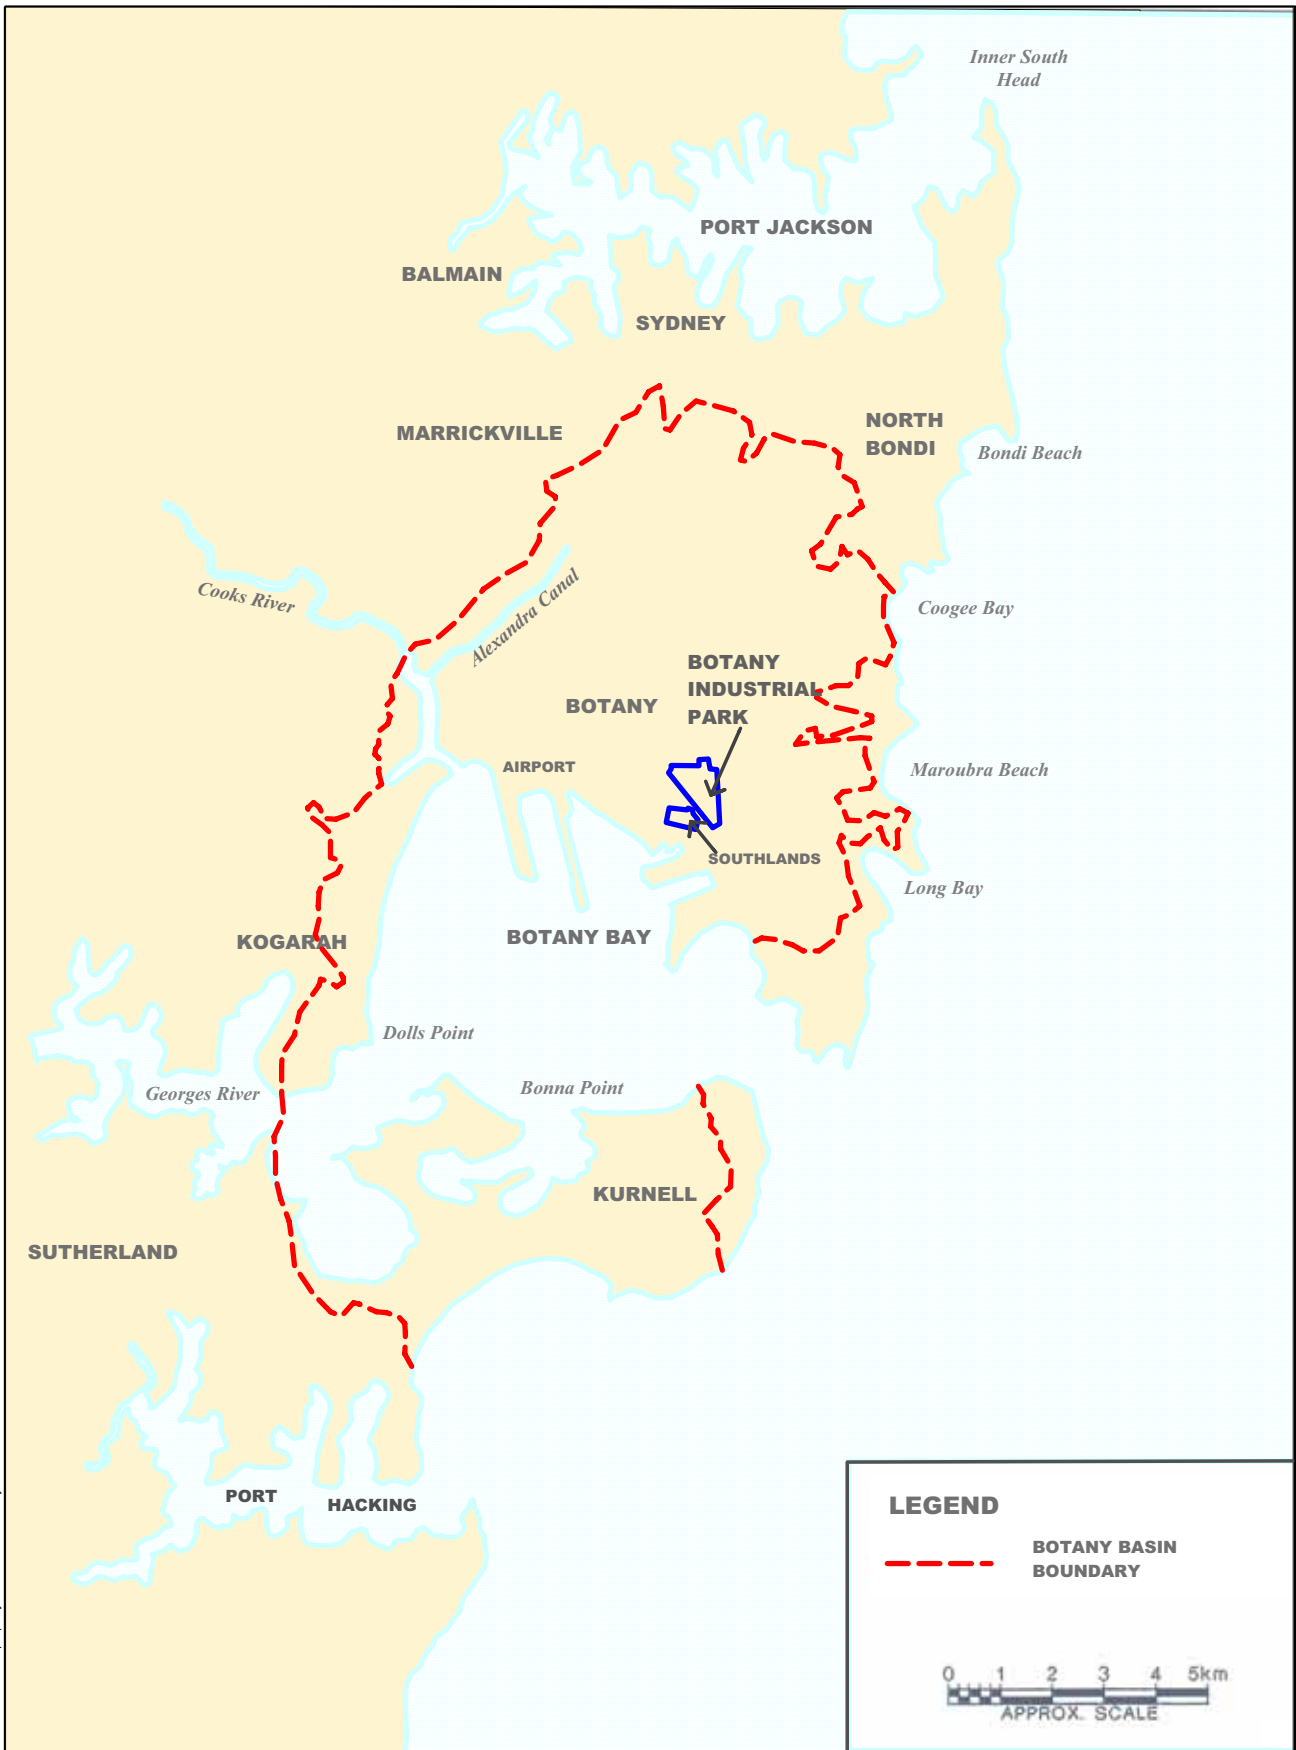 Inner South
Head
PORT JACKSON
BALMAIN
SYDNEY
NORTH
BONDI
MARRICKVILLE
Bondi Beach
Cooks River
Alexandra Canal
Coogee Bay
BOTANY
INDUSTRIAL
PARK
BOTANY
AIRPORT
Maroubra Beach
SOUTHLANDS
Long Bay
KOGARAH
BOTANY BAY
Dolls Point
Georges River
Bonna Point
KURNELL
SUTHERLAND
PORT
HACKING
LEGEND
BOTANY BASIN
BOUNDARY
0 1 2 3 4 5km
APPROX. SCALE